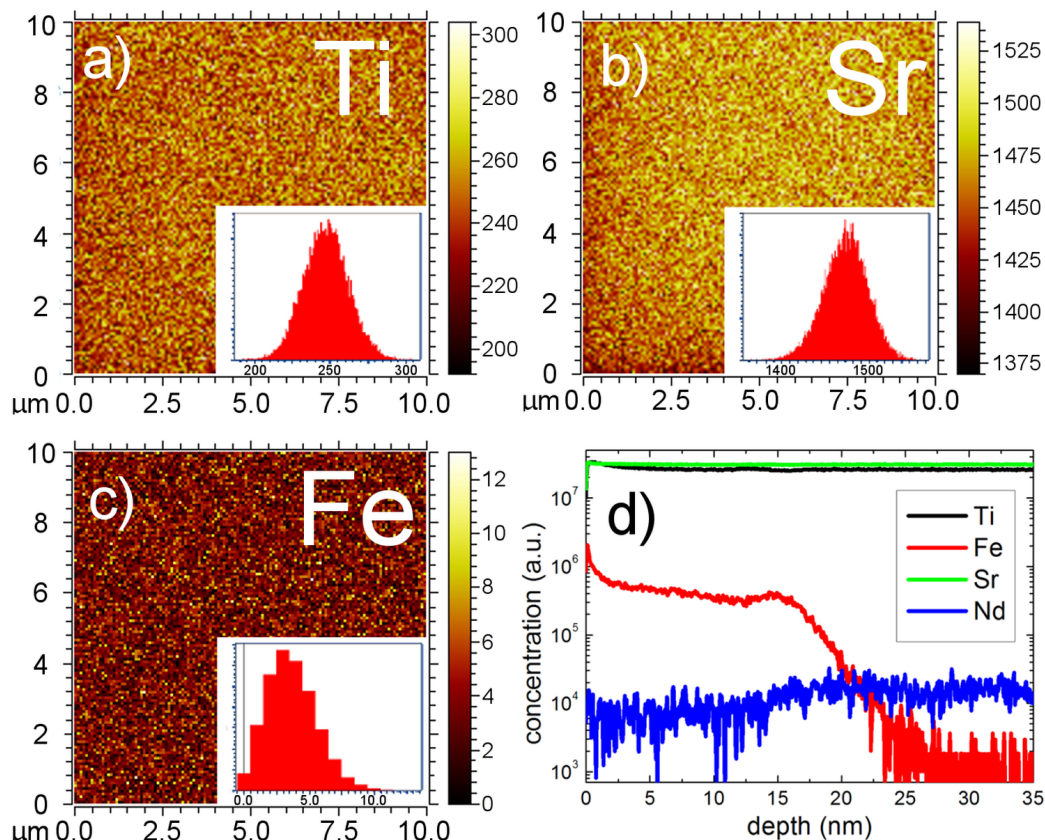 a) Ti
10
8
6
4
2
0
μm 0.0 2.5 5.0 7.5 10.0
300
280
260
240
220
200
200 250 300
b) Sr
10
8
6
4
2
0
μm 0.0 2.5 5.0 7.5 10.0
1525
1500
1475
1450
1425
1400
1375
1400 1500
c) Fe
10
8
6
4
2
0
μm 0.0 2.5 5.0 7.5 10.0
12
10
8
6
4
2
0
0.0 5.0 10.0
d)
Ti
Fe
Sr
Nd
concentration (a.u.)
10⁷
10⁶
10⁵
10⁴
10³
0 5 10 15 20 25 30 35
depth (nm)